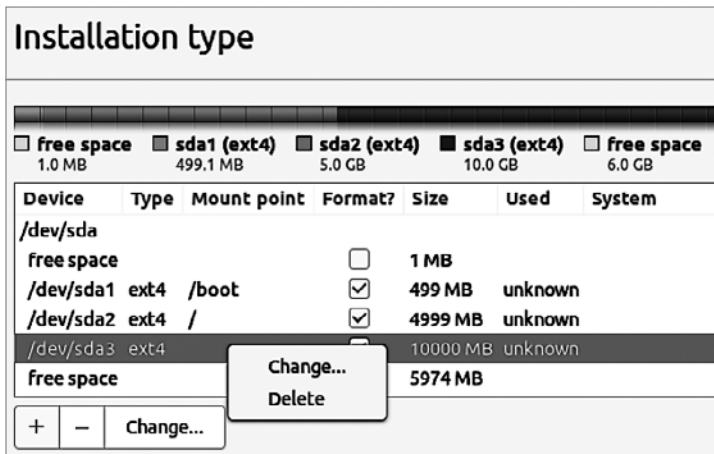 Installation type
free space sda1 (ext4) sda2 (ext4) sda3 (ext4) free space
1.0 MB 499.1 MB 5.0 GB 10.0 GB 6.0 GB
Device Type Mount point Format? Size Used System
/dev/sda
free space 1 MB
/dev/sda1 ext4 /boot 499 MB unknown
/dev/sda2 ext4 / 4999 MB unknown
/dev/sda3 ext4 10000 MB unknown
Change...
free space 5974 MB
Delete
+ − Change...